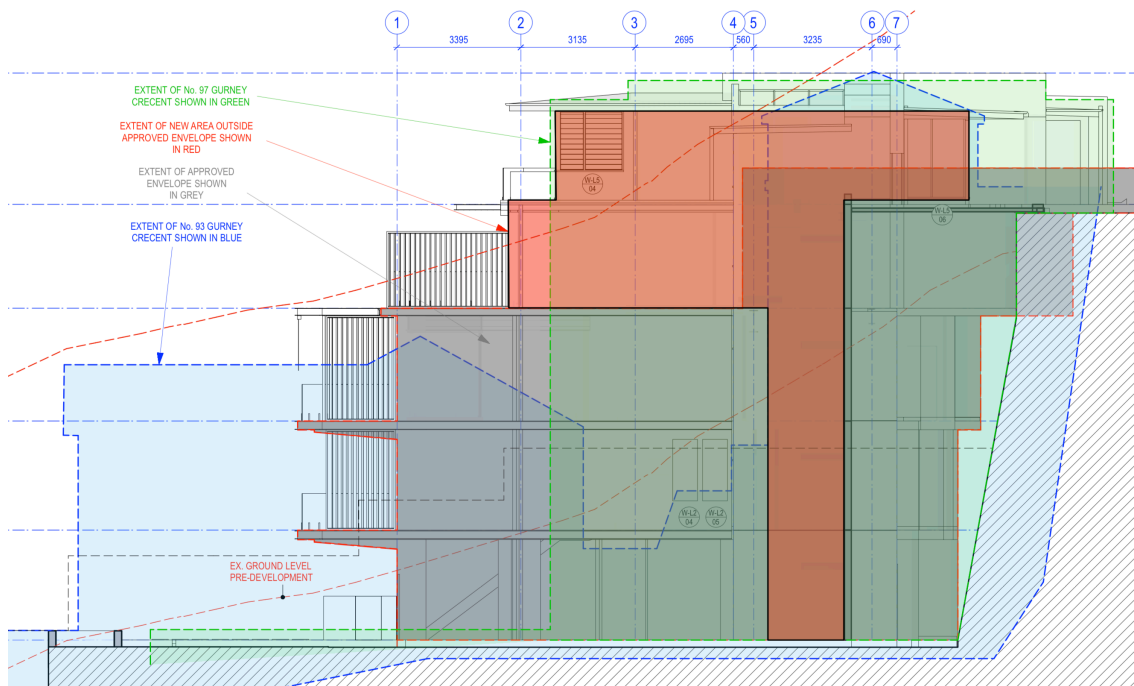 1 2 3 4 5 6 7
3395 3135 2695 560 3235 690
EXTENT OF No. 97 GURNEY
CRECENT SHOWN IN GREEN
EXTENT OF NEW AREA OUTSIDE
APPROVED ENVELOPE SHOWN
IN RED
EXTENT OF APPROVED
ENVELOPE SHOWN
IN GREY
EXTENT OF No. 93 GURNEY
CRECENT SHOWN IN BLUE
W-L5
04
W-L5
06
W-L2
04
W-L2
05
EX. GROUND LEVEL
PRE-DEVELOPMENT